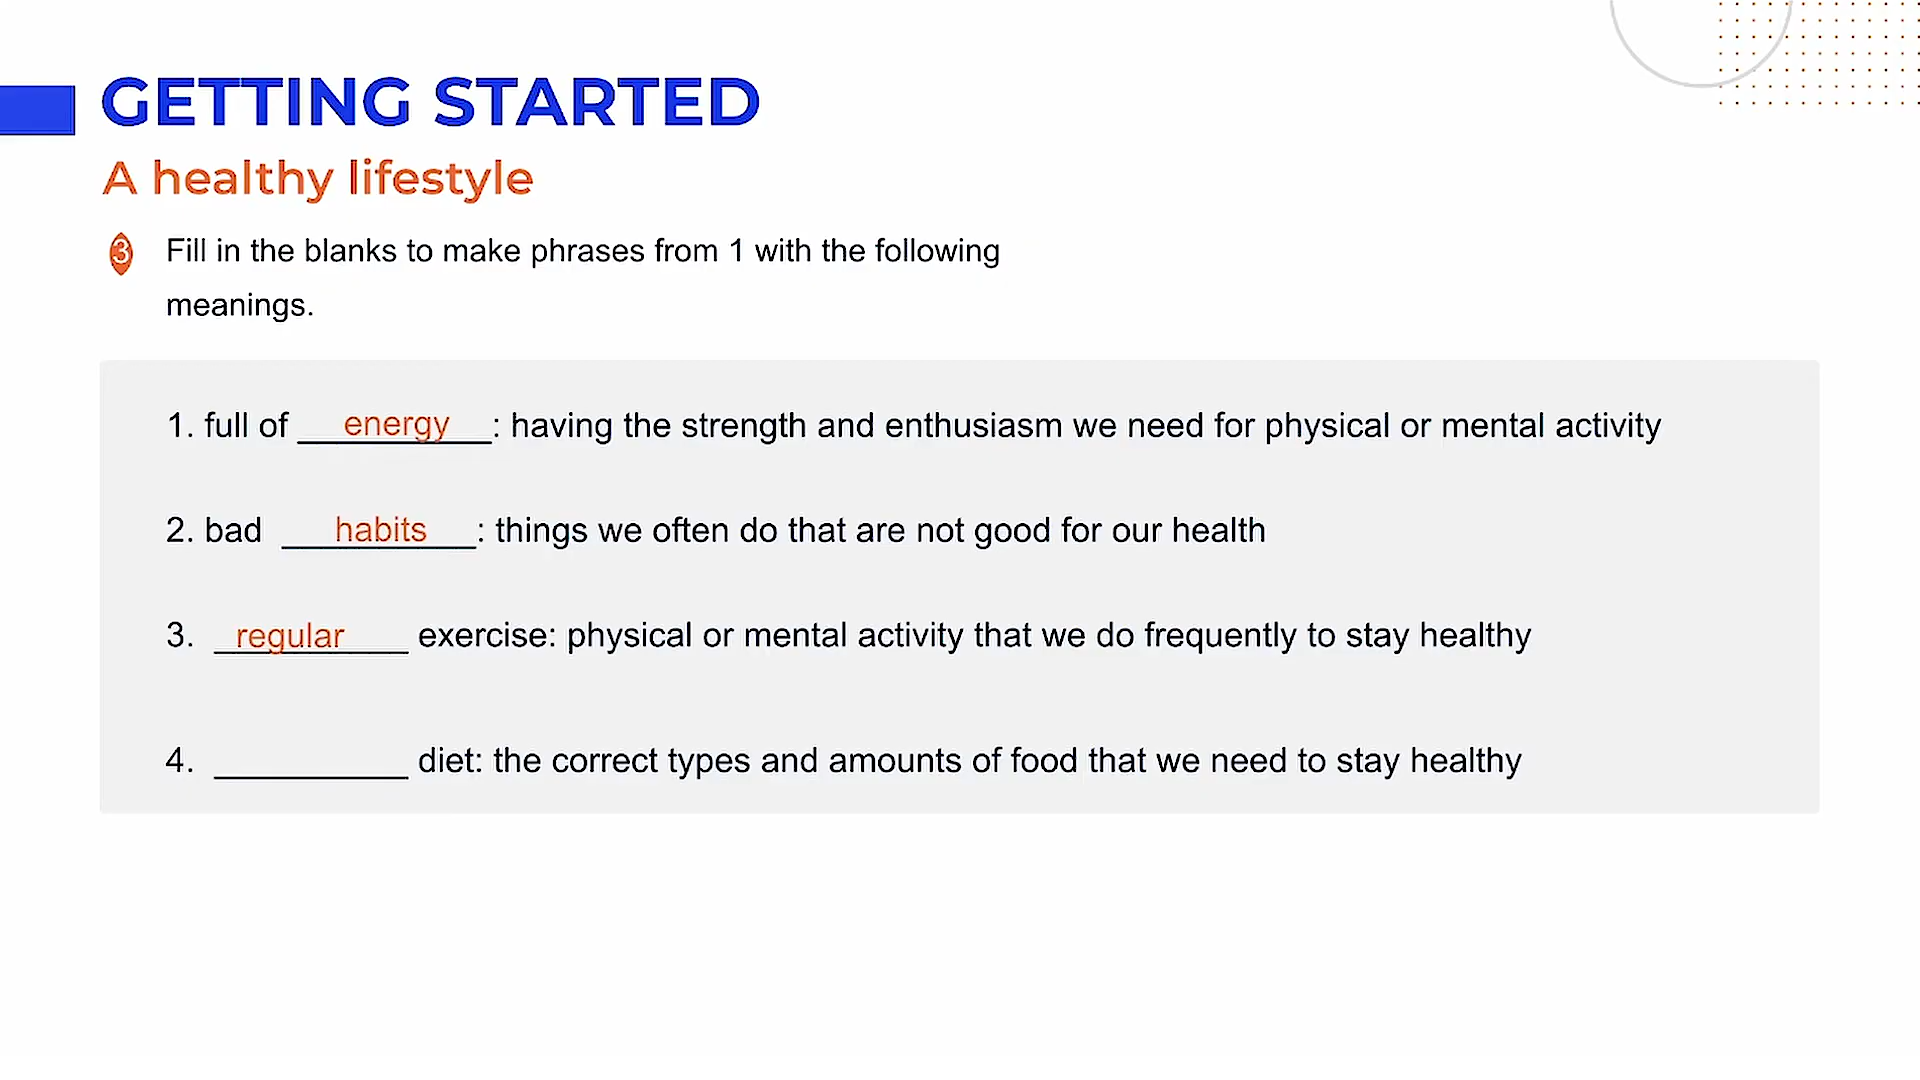 GETTING STARTED
A healthy lifestyle
3 Fill in the blanks to make phrases from 1 with the following
meanings.
1. full of energy: having the strength and enthusiasm we need for physical or mental activity
2. bad habits: things we often do that are not good for our health
3. regular exercise: physical or mental activity that we do frequently to stay healthy
4. __________ diet: the correct types and amounts of food that we need to stay healthy